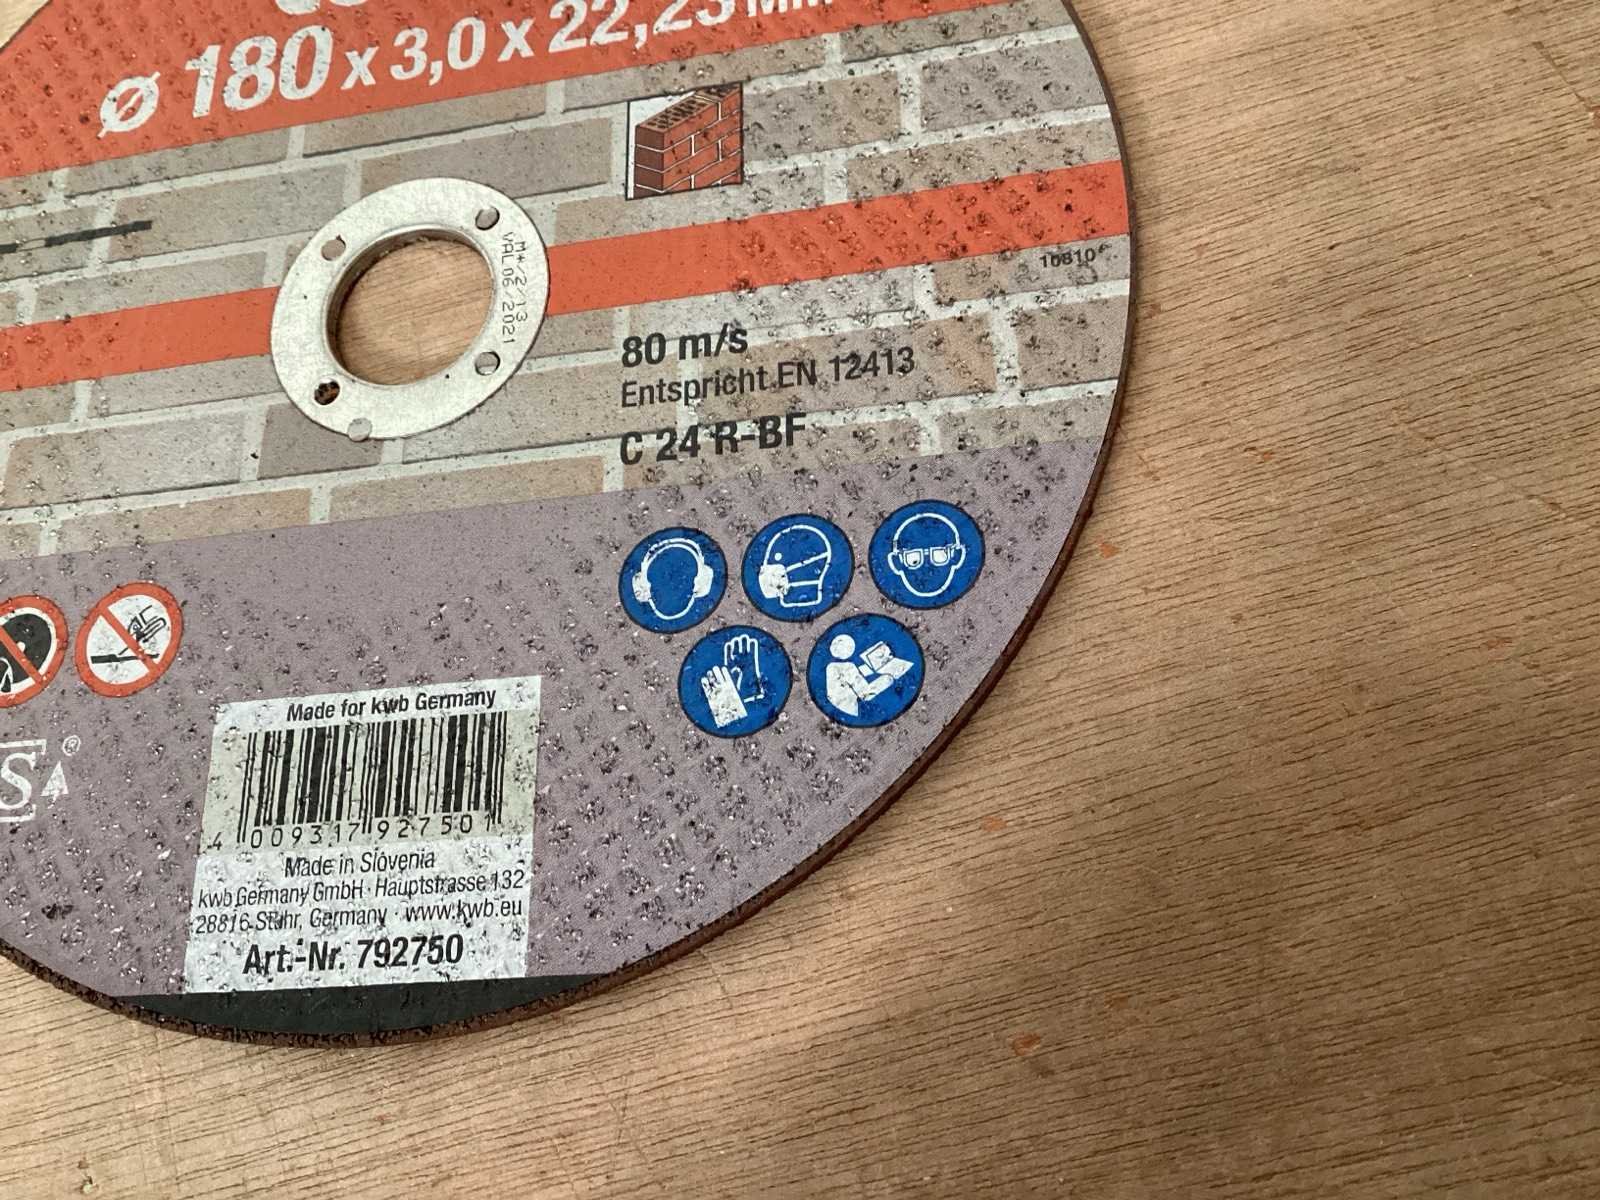 Ø 180 x 3,0 x 22,23 MM
M*/2/13
VAL06/2021
10810
80 m/s
Entspricht EN 12413
C 24 R-BF
S®
Made for kwb Germany
4 009317 927501
Made in Slovenia
kwb Germany GmbH · Hauptstrasse 132
28816 Stuhr, Germany · www.kwb.eu
Art.-Nr. 792750